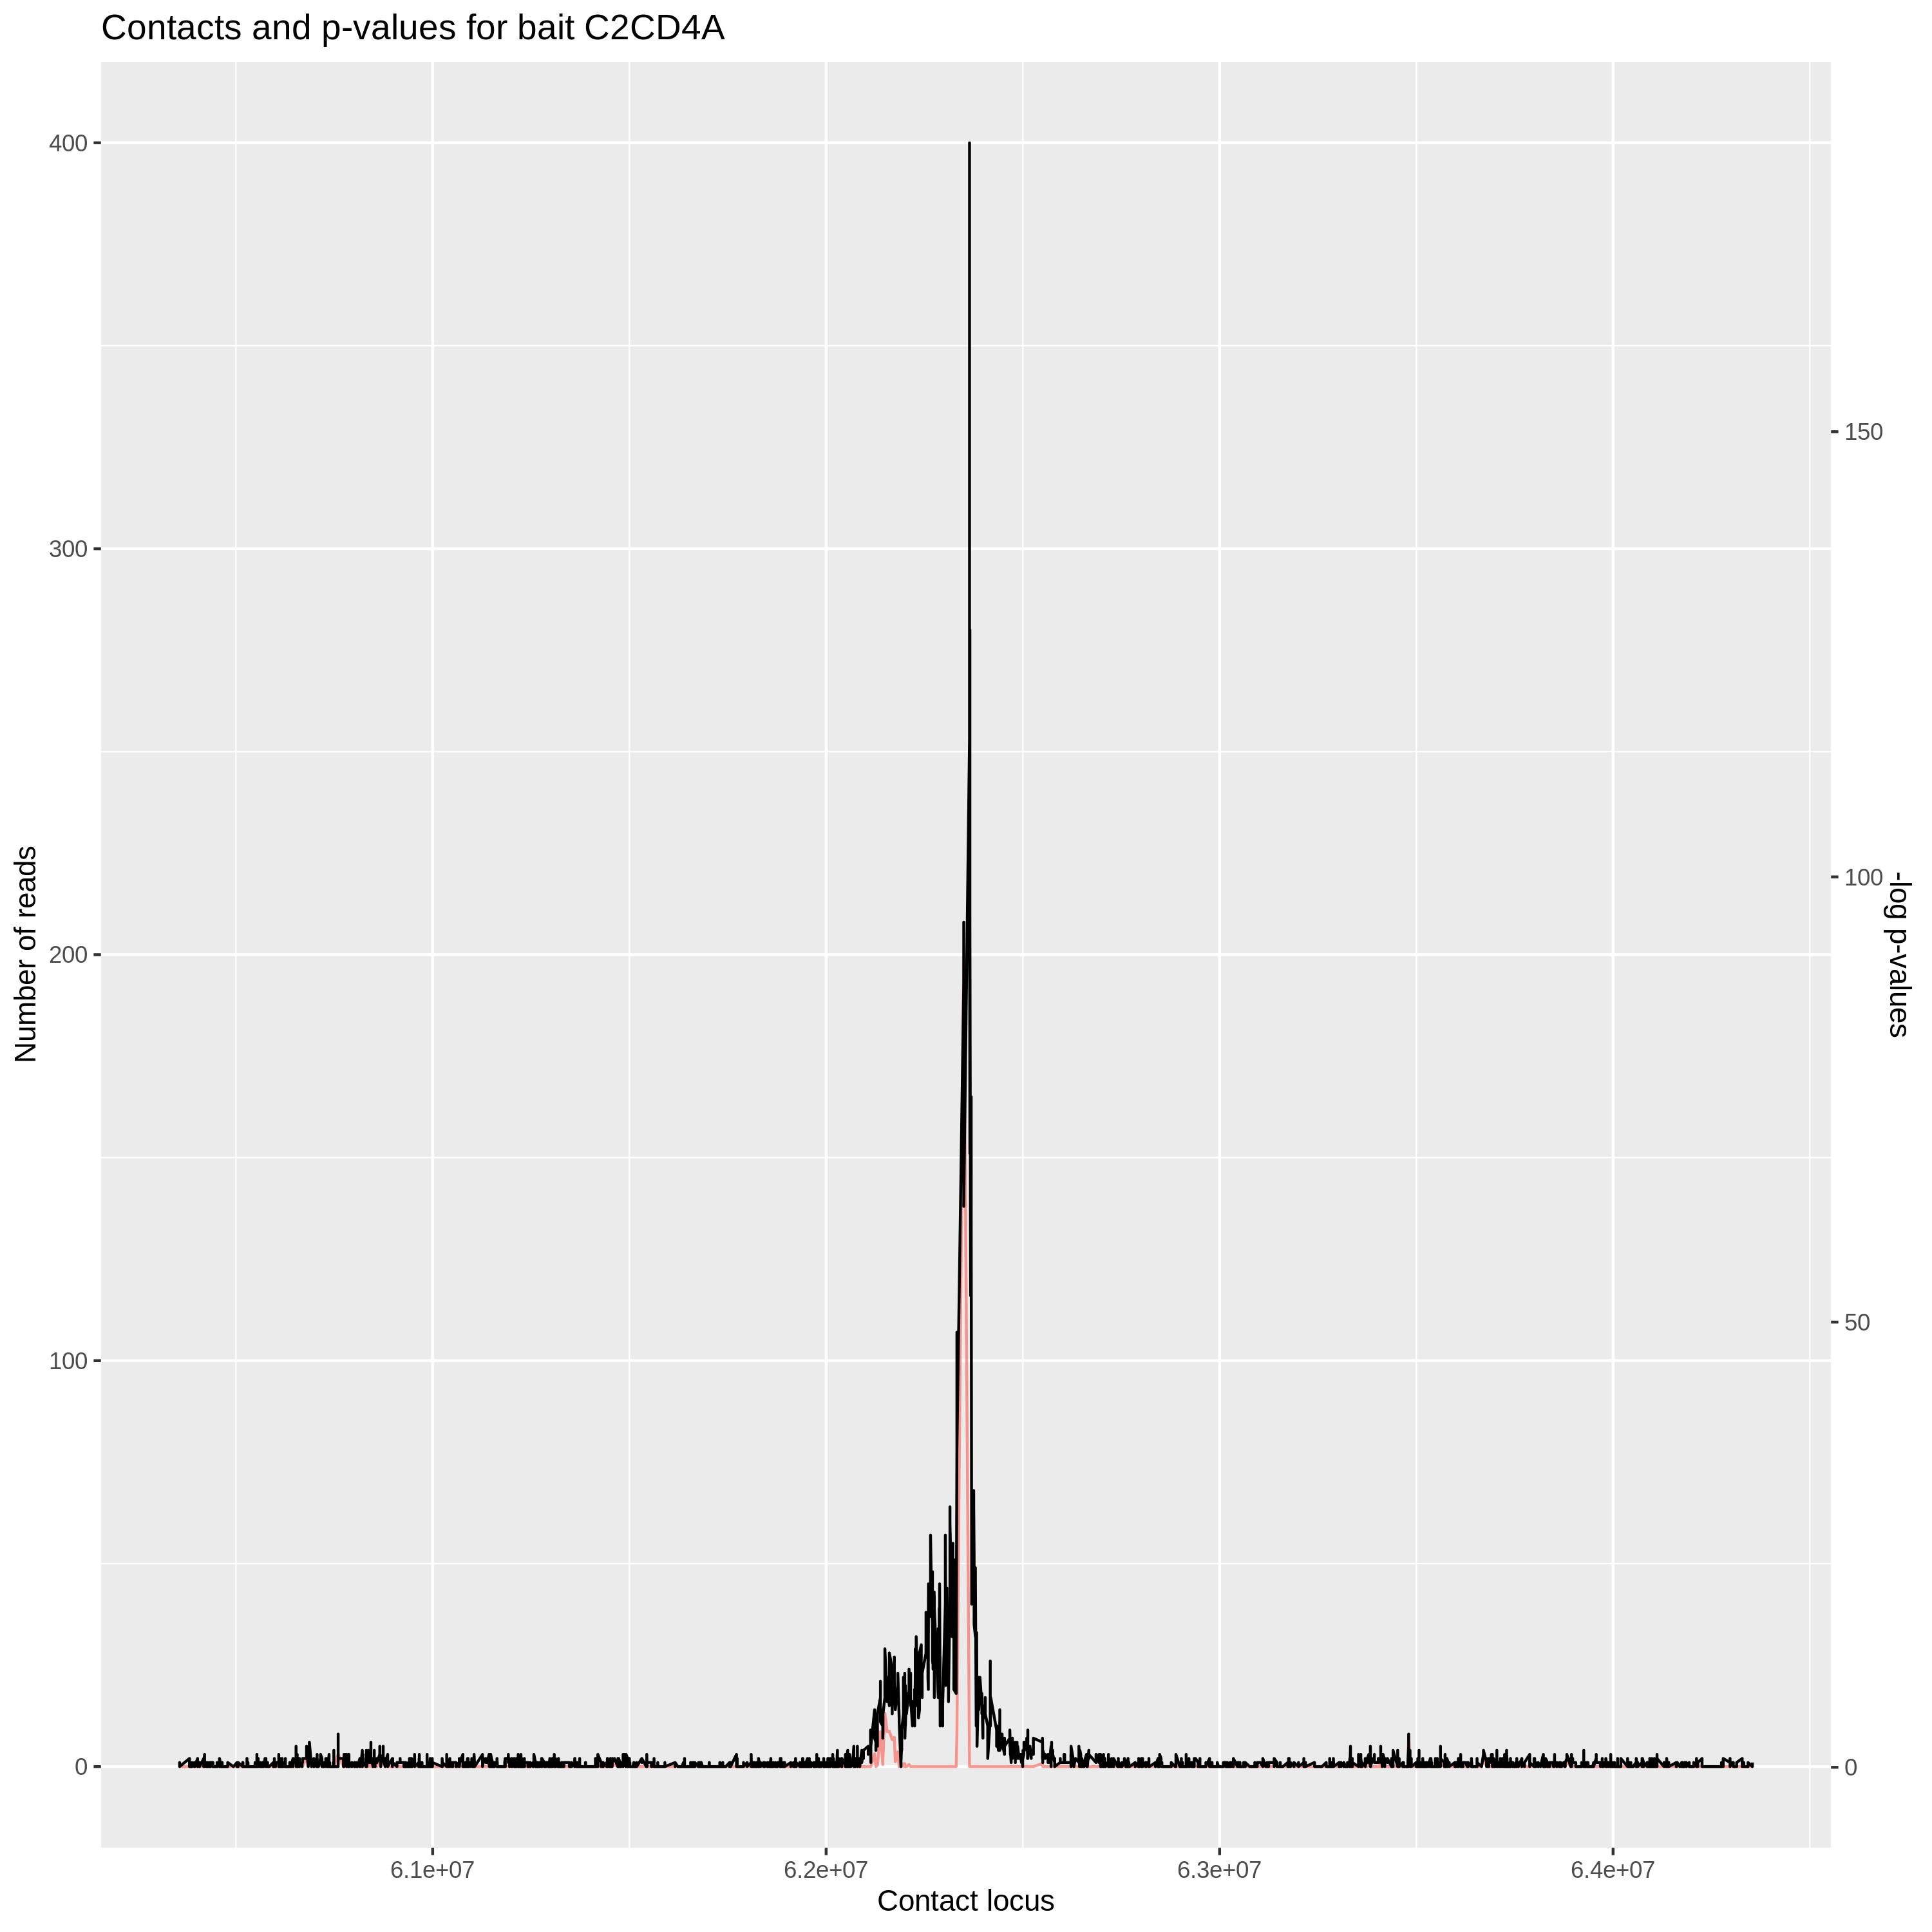 Contacts and p-values for bait C2CD4A
400
300
200
100
0
Number of reads
150
100
50
0
-log p-values
6.1e+07
6.2e+07
6.3e+07
6.4e+07
Contact locus